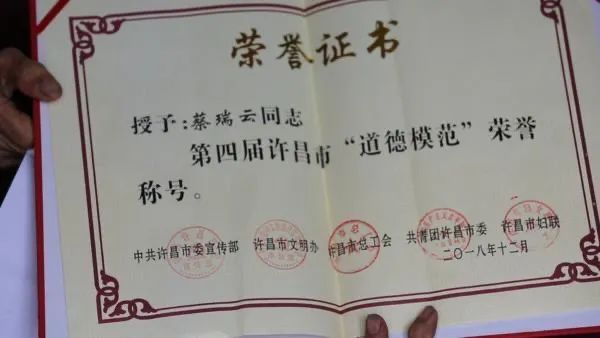 荣誉证书
授予：蔡瑞云同志
第四届许昌市“道德模范”荣誉
称号。
中共许昌市委宣传部 许昌市文明办 许昌市总工会 共青团许昌市委 许昌市妇联
二〇一八年十二月